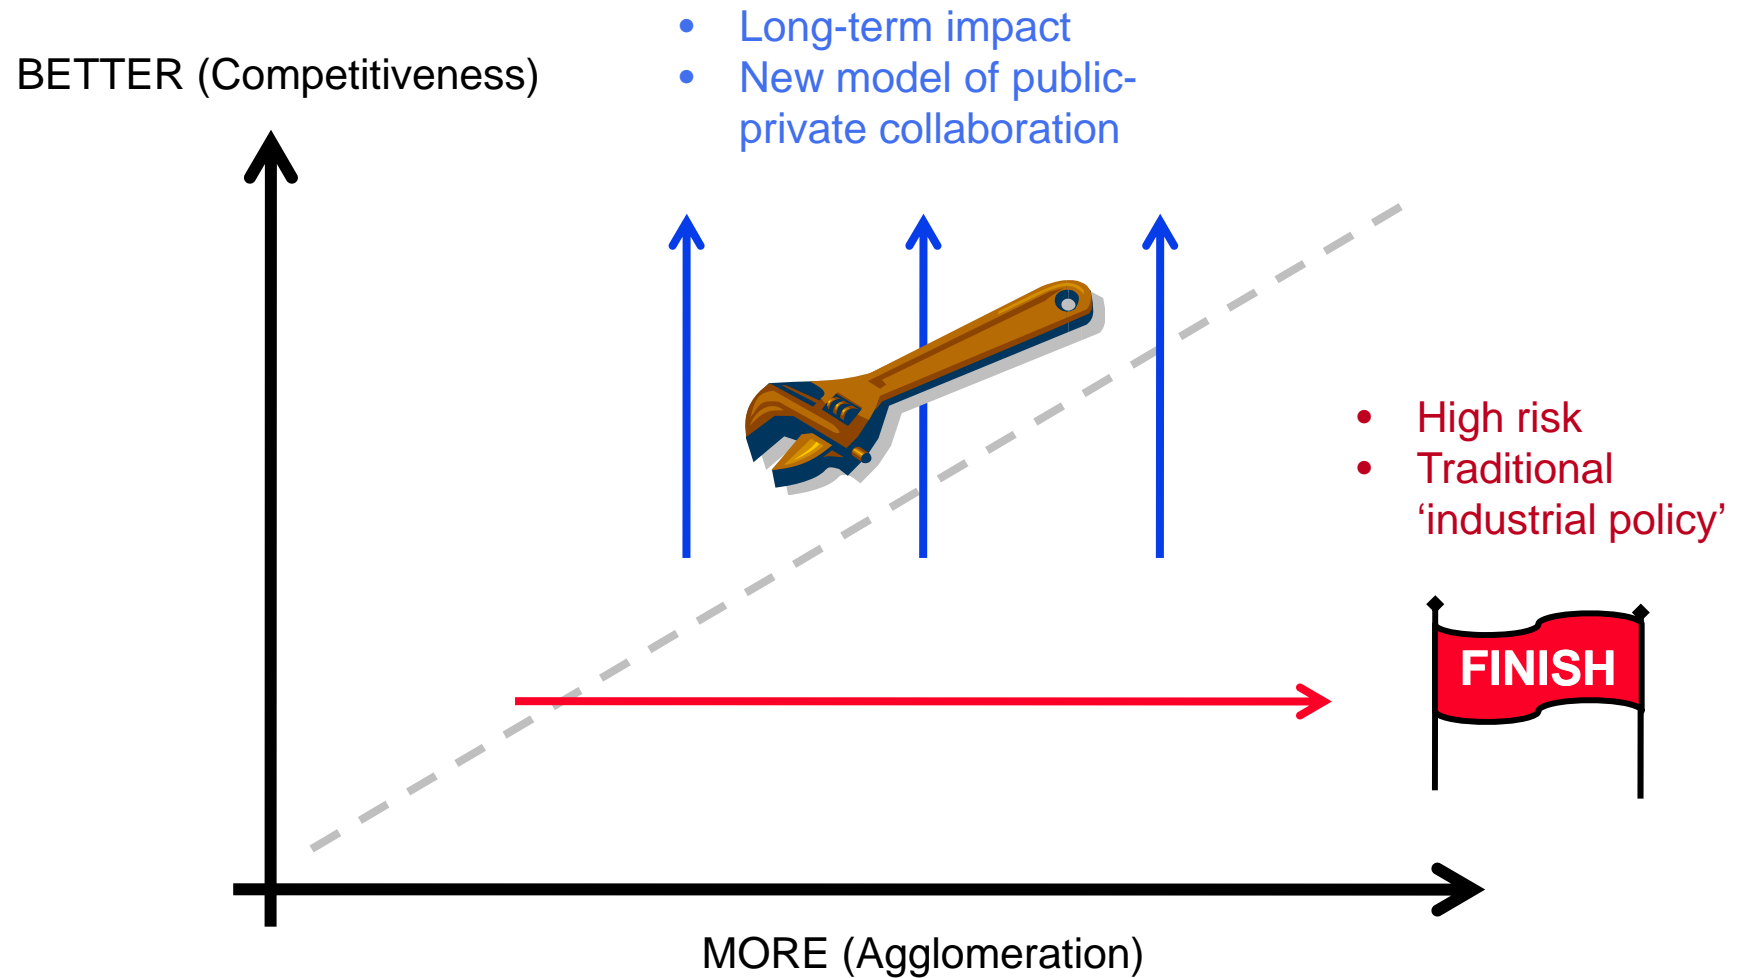 • Long-term impact
BETTER (Competitiveness)
• New model of public-
private collaboration
• High risk
• Traditional
‘industrial policy’
FINISH
MORE (Agglomeration)